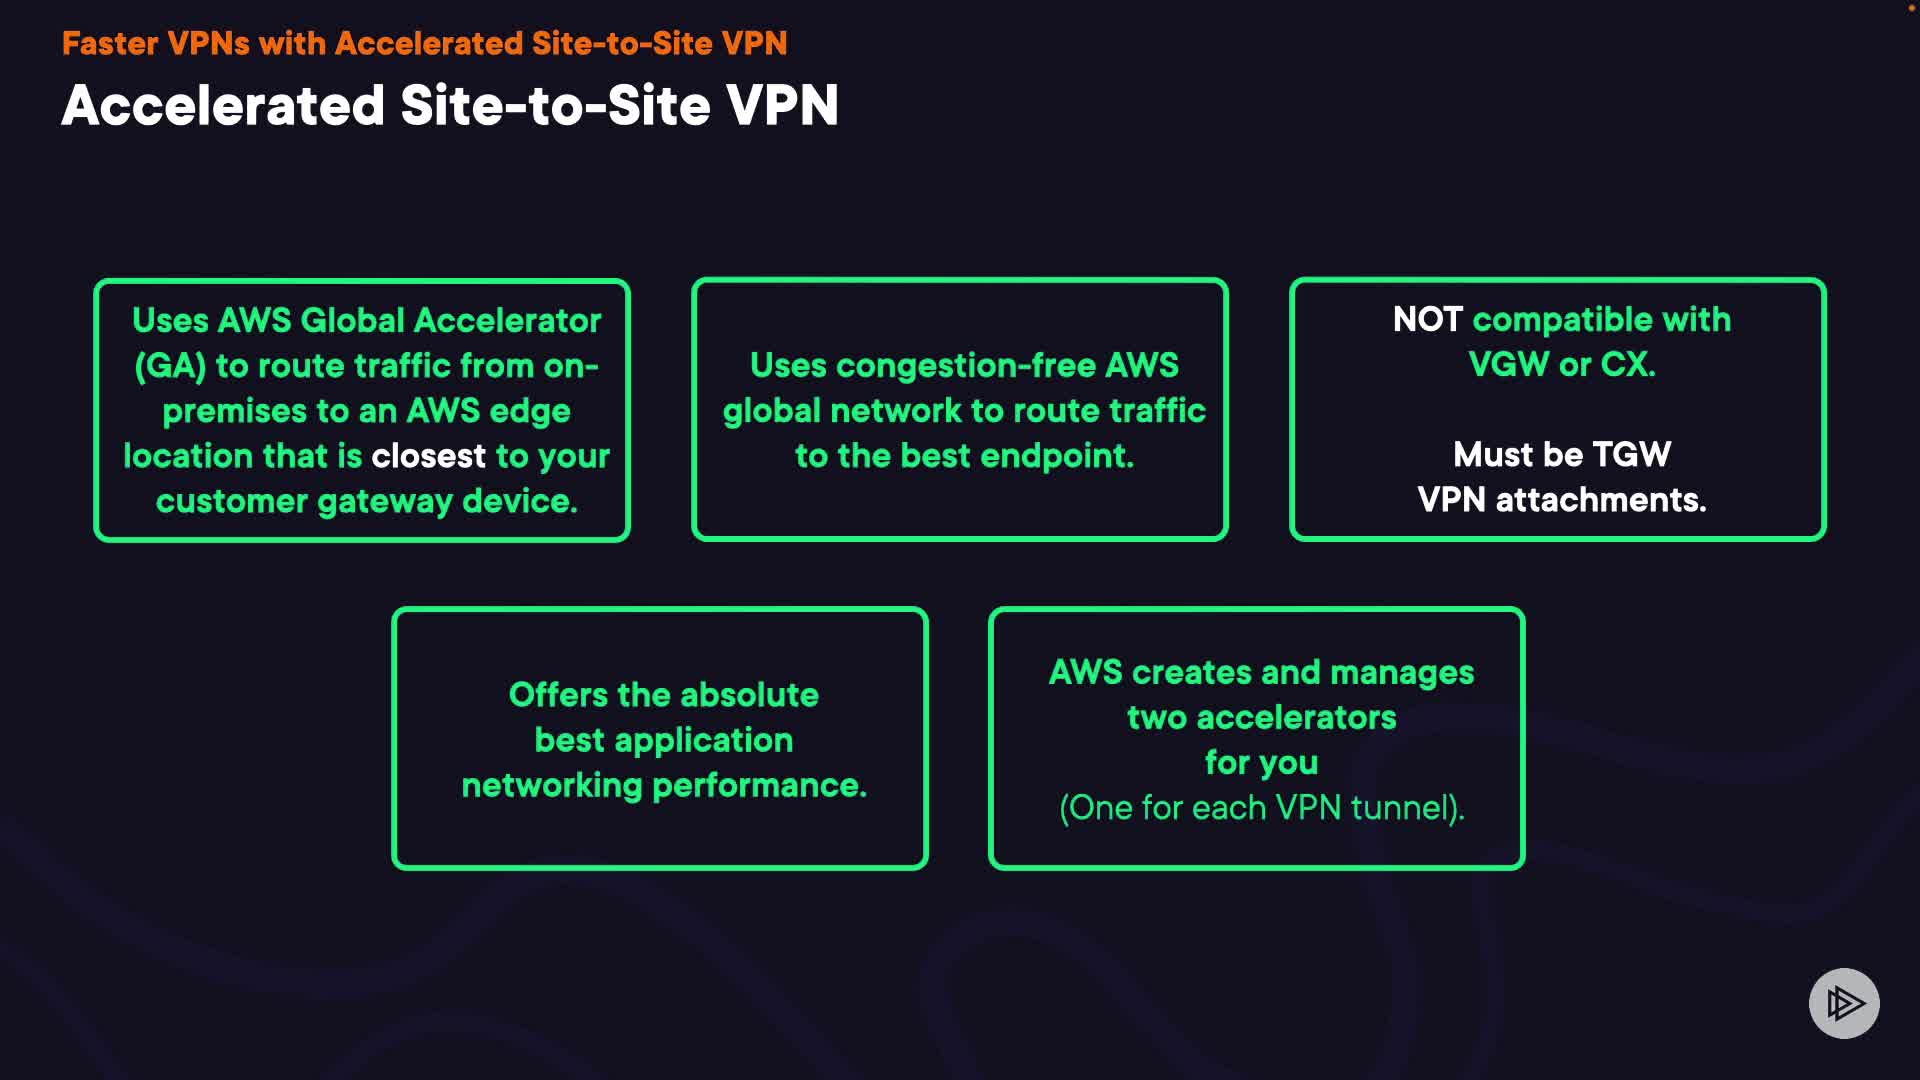 Faster VPNs with Accelerated Site-to-Site VPN
Accelerated Site-to-Site VPN
Uses AWS Global Accelerator
(GA) to route traffic from on-
premises to an AWS edge
location that is closest to your
customer gateway device.
Uses congestion-free AWS
global network to route traffic
to the best endpoint.
NOT compatible with
VGW or CX.
Must be TGW
VPN attachments.
Offers the absolute
best application
networking performance.
AWS creates and manages
two accelerators
for you
(One for each VPN tunnel).